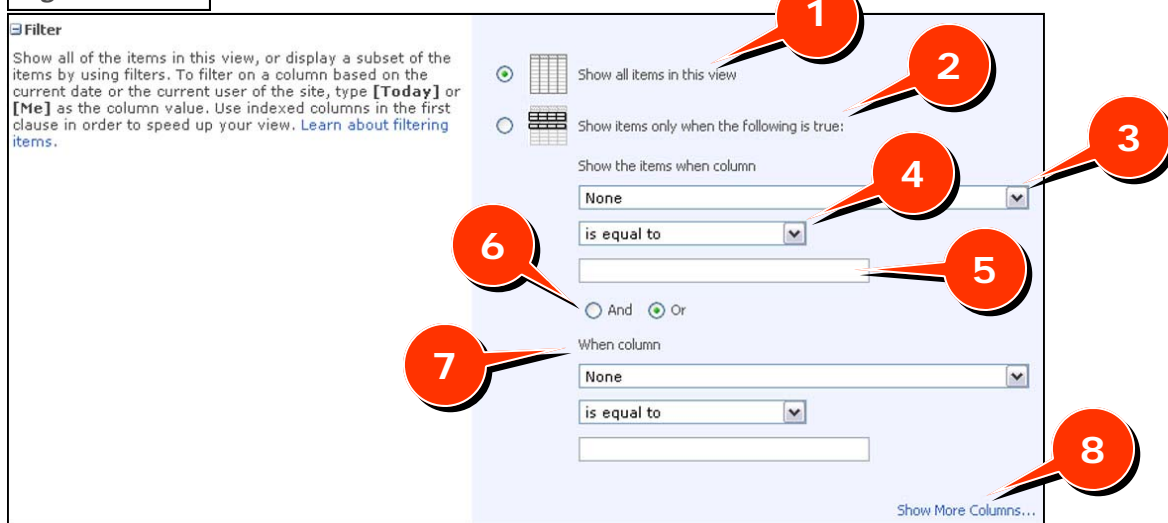 Filter
Show all of the items in this view, or display a subset of the
items by using filters. To filter on a column based on the
current date or the current user of the site, type [Today] or
[Me] as the column value. Use indexed columns in the first
clause in order to speed up your view. Learn about filtering
items.
1
Show all items in this view
2
Show items only when the following is true:
3
Show the items when column
4
None
is equal to
5
6
And Or
7
When column
None
is equal to
8
Show More Columns...